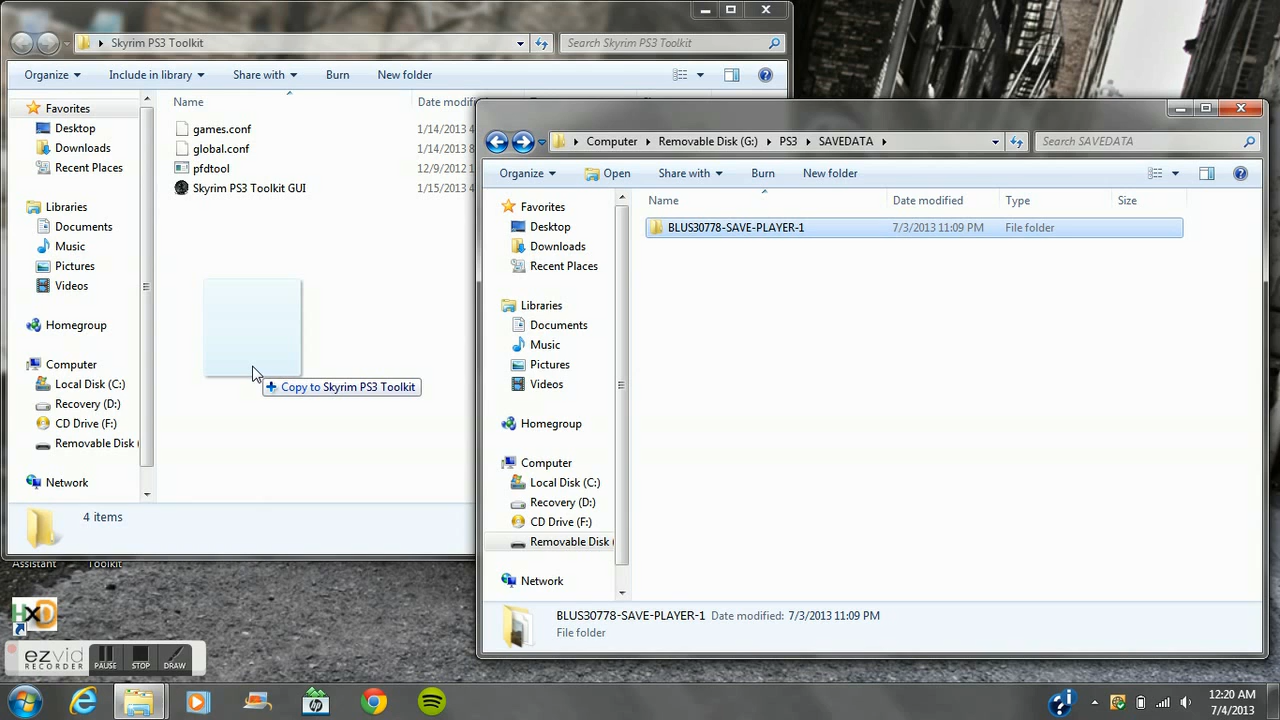 Skyrim PS3 Toolkit
Search Skyrim PS3 Toolkit
Organize
Include in library
Share with
Burn
New folder
Name
Date modifi
Favorites
Desktop
Downloads
Recent Places
Libraries
Documents
Music
Pictures
Videos
Homegroup
Computer
Local Disk (C:)
Recovery (D:)
CD Drive (F:)
Removable Disk (
Network
games.conf
1/14/2013 4
global.conf
1/14/2013 8
pfdtool
12/9/2012
Skyrim PS3 Toolkit GUI
1/15/2013 4
Copy to Skyrim PS3 Toolkit
4 items
Computer
Removable Disk (G:)
PS3
SAVEDATA
Search SAVEDATA
Organize
Open
Share with
Burn
New folder
Name
Date modified
Type
Size
BLUS30778-SAVE-PLAYER-1
7/3/2013 11:09 PM
File folder
Favorites
Desktop
Downloads
Recent Places
Libraries
Documents
Music
Pictures
Videos
Homegroup
Computer
Local Disk (C:)
Recovery (D:)
CD Drive (F:)
Removable Disk (
Network
BLUS30778-SAVE-PLAYER-1 Date modified: 7/3/2013 11:09 PM
File folder
Assistant
Toolkit
HXD
ezvid
RECORDER
PAUSE
STOP
DRAW
hp
12:20 AM
7/4/2013